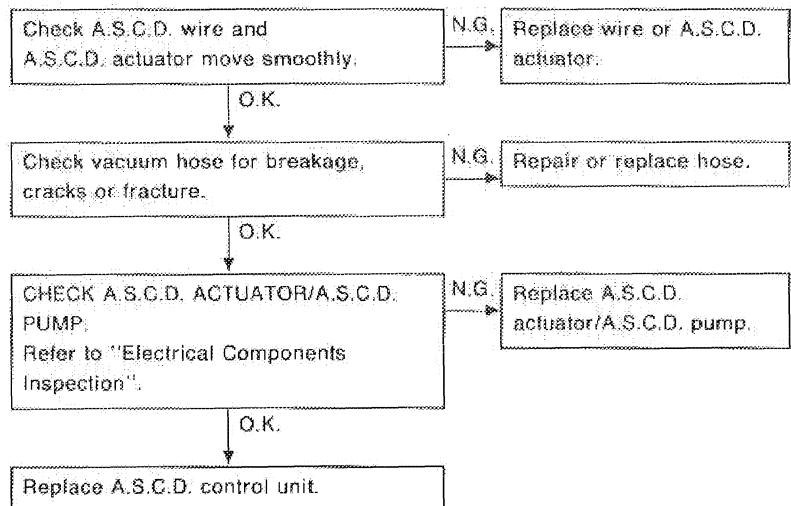 Check A.S.C.D. wire and
A.S.C.D. actuator move smoothly.
N.G.
Replace wire or A.S.C.D.
actuator.
O.K.
Check vacuum hose for breakage,
cracks or fracture.
N.G.
Repair or replace hose.
O.K.
CHECK A.S.C.D. ACTUATOR/A.S.C.D.
PUMP.
Refer to "Electrical Components
Inspection".
N.G.
Replace A.S.C.D.
actuator/A.S.C.D. pump.
O.K.
Replace A.S.C.D. control unit.